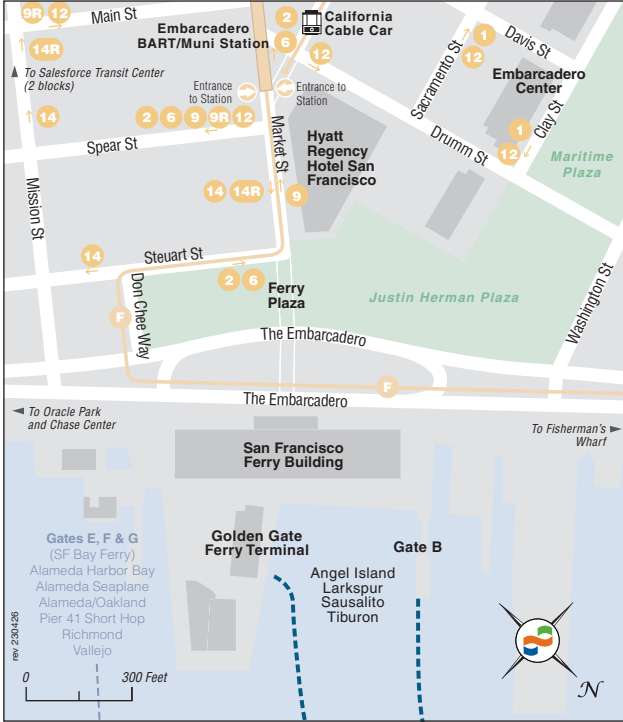 9R 12
Main St
14R
To Salesforce Transit Center
(2 blocks)
Embarcadero
BART/Muni Station
2
6
California
Cable Car
12
Entrance
to Station
Entrance to
Station
1
12
Sacramento St
Davis St
Embarcadero
Center
Clay St
1
12
Maritime
Plaza
14
2 6 9 9R 12
Spear St
Market St
Hyatt
Regency
Hotel San
Francisco
Drumm St
Mission St
14 14R
9
14
Steuart St
2 6
Ferry
Plaza
Justin Herman Plaza
Washington St
Don Chee Way
F
The Embarcadero
F
The Embarcadero
To Oracle Park
and Chase Center
To Fisherman's
Wharf
San Francisco
Ferry Building
Gates E, F & G
(SF Bay Ferry)
Alameda Harbor Bay
Alameda Seaplane
Alameda/Oakland
Pier 41 Short Hop
Richmond
Vallejo
Golden Gate
Ferry Terminal
Gate B
Angel Island
Larkspur
Sausalito
Tiburon
rev 230426
0 300 Feet
N